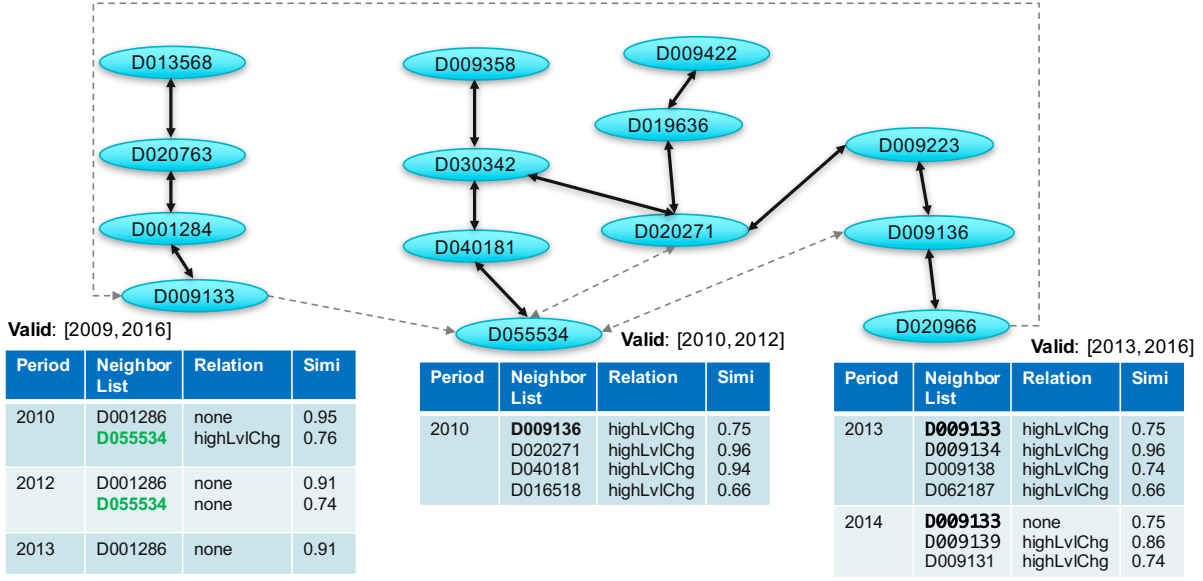 D009422
D013568
D009358
D019636
D009223
D020763
D030342
D001284
D020271
D009136
D040181
D009133
D020966
D055534
Valid: [2009, 2016]
Valid: [2010, 2012]
Valid: [2013, 2016]
Period Neighbor List Relation Simi
2010 D001286 none 0.95
D055534 highLvlChg 0.76
2012 D001286 none 0.91
D055534 none 0.74
2013 D001286 none 0.91
Period Neighbor List Relation Simi
2010 D009136 highLvlChg 0.75
D020271 highLvlChg 0.96
D040181 highLvlChg 0.94
D016518 highLvlChg 0.66
Period Neighbor List Relation Simi
2013 D009133 highLvlChg 0.75
D009134 highLvlChg 0.96
D009138 highLvlChg 0.74
D062187 highLvlChg 0.66
2014 D009133 none 0.75
D009139 highLvlChg 0.86
D009131 highLvlChg 0.74